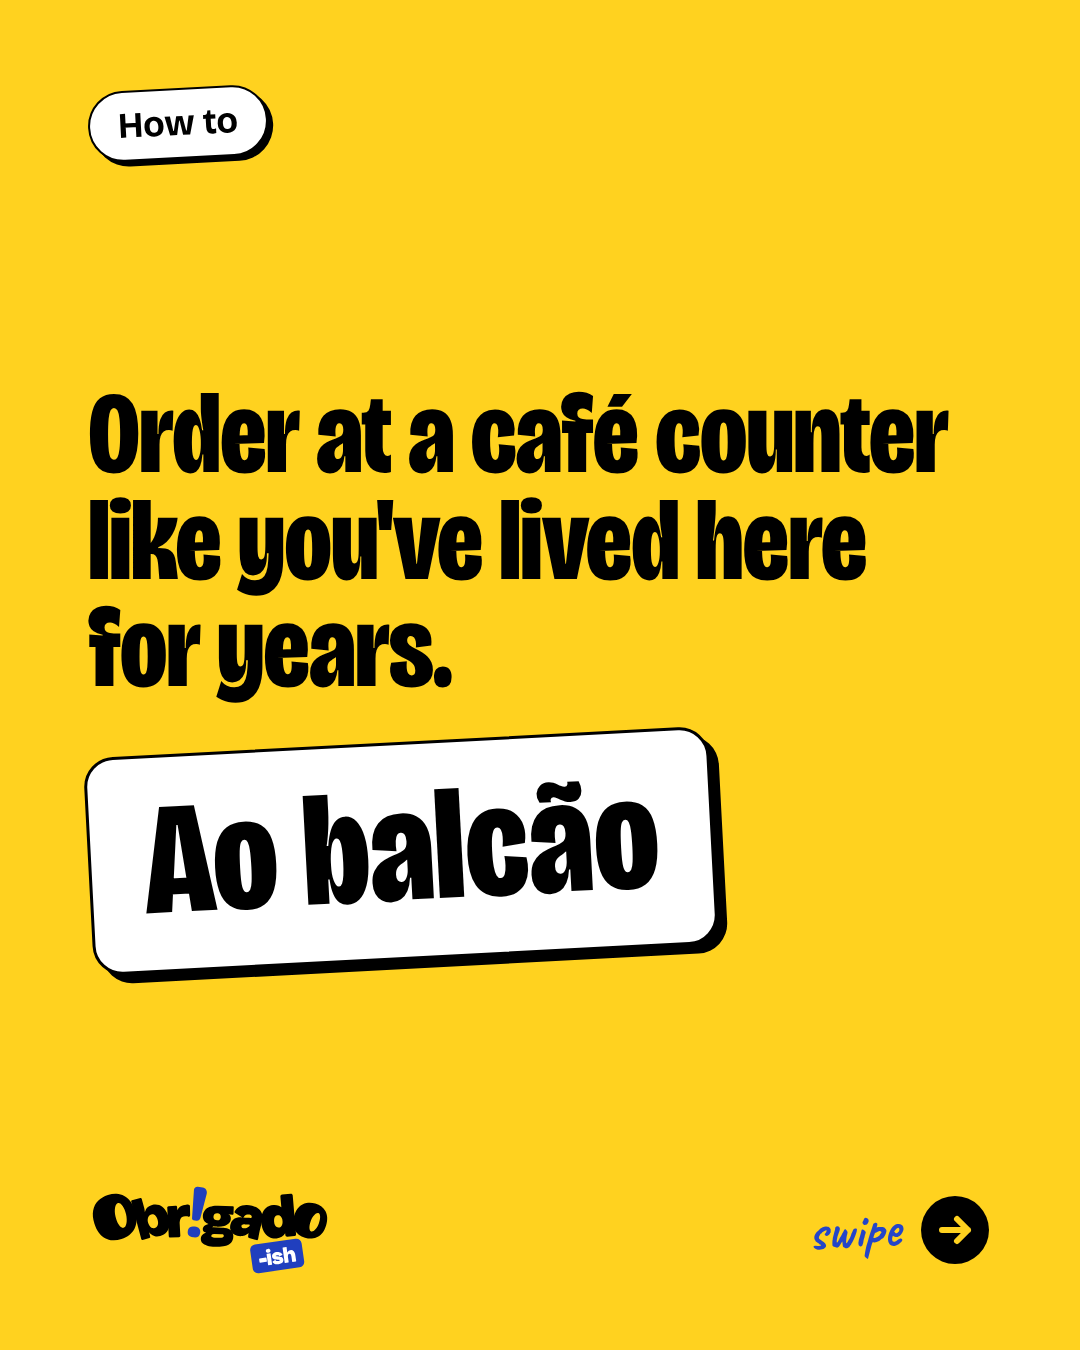 How to
Order at a café counter
like you've lived here
for years.
Ao balcão
Obr!gado
-ish
swipe